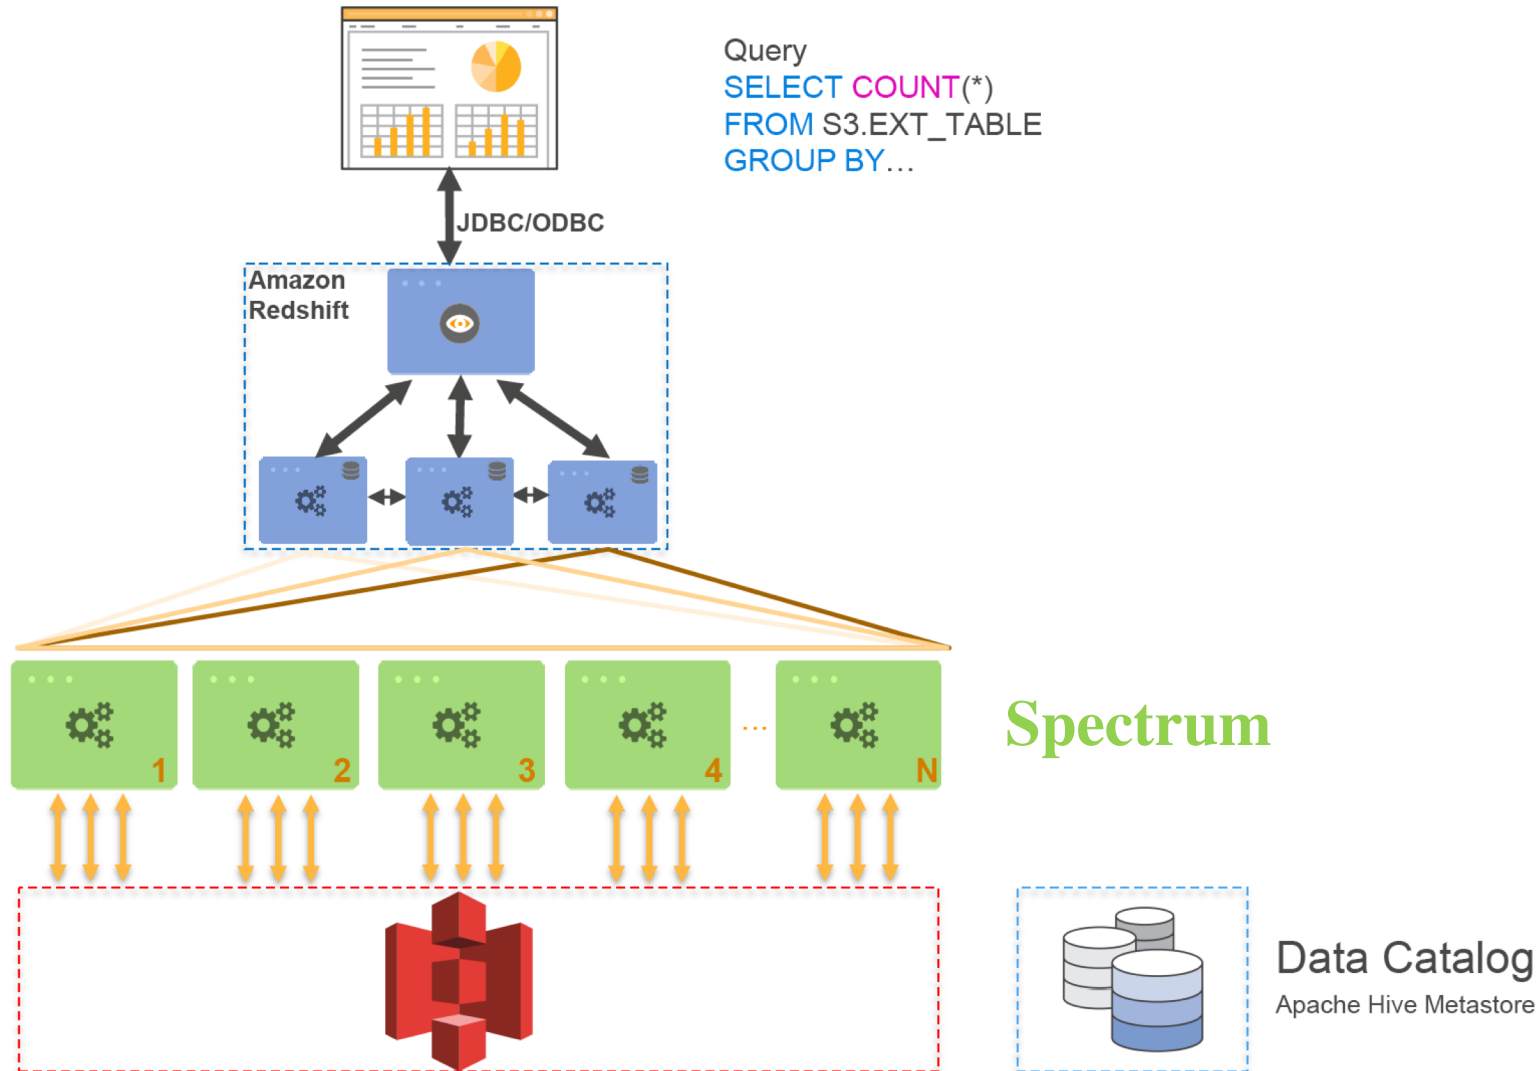 Query
SELECT COUNT(*)
FROM S3.EXT_TABLE
GROUP BY…
JDBC/ODBC
Amazon
Redshift
1
2
3
4
...
N
Spectrum
Data Catalog
Apache Hive Metastore